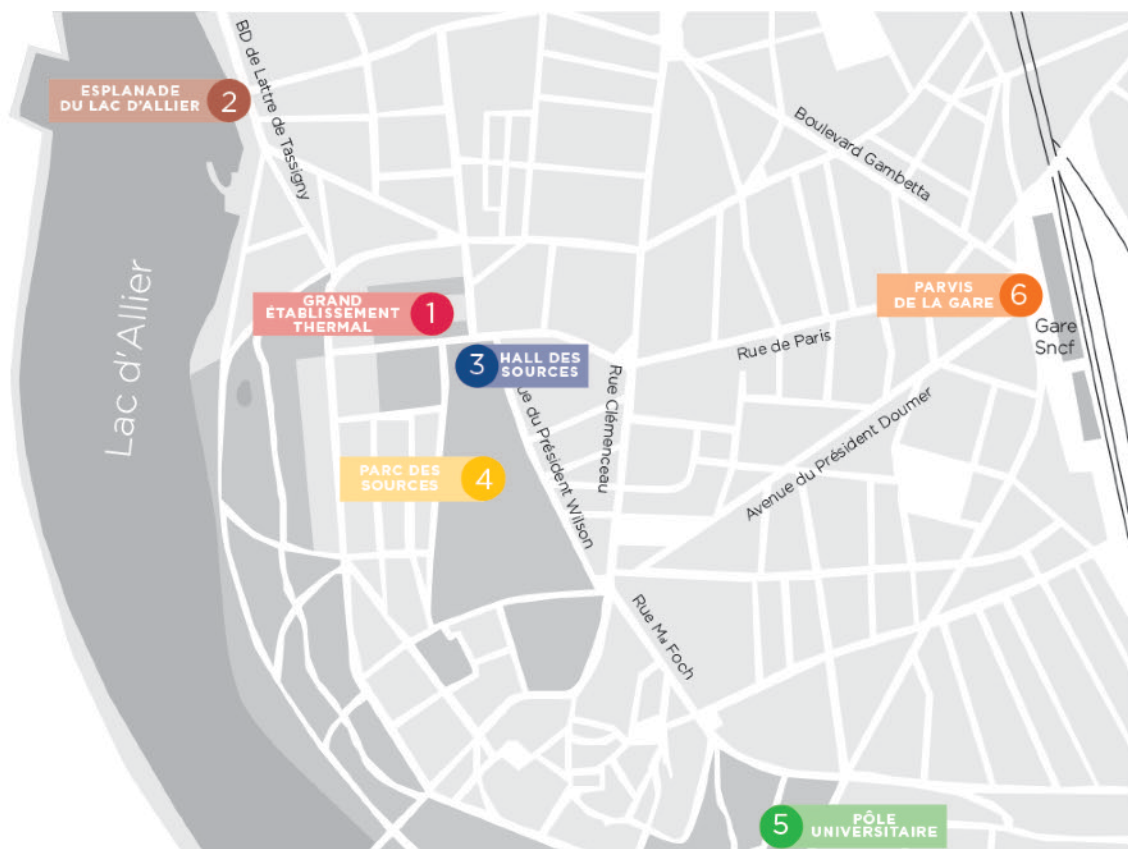 BD de Lattre de Tassigny
ESPLANADE
DU LAC D'ALLIER
2
Boulevard Gambetta
Lac d'Allier
GRAND
ÉTABLISSEMENT
THERMAL
1
PARVIS
DE LA GARE
6
Gare
Sncf
Rue de Paris
3
HALL DES
SOURCES
ue du Président Wilson
Rue Clémenceau
Avenue du Président Doumer
PARC DES
SOURCES
4
Rue Mal Foch
5
PÔLE
UNIVERSITAIRE